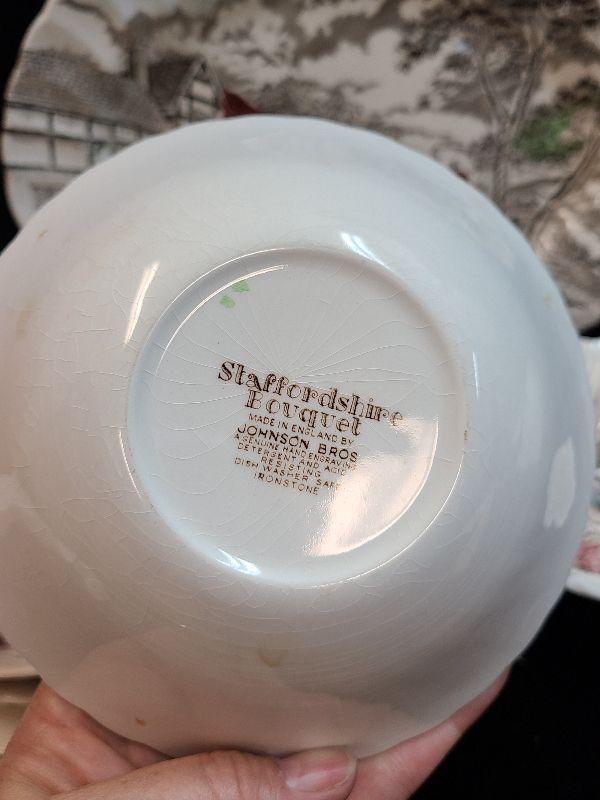 Staffordshire
Bouquet
MADE IN ENGLAND BY
JOHNSON BROS
A GENUINE HAND ENGRAVING
DETERGENT AND ACID
RESISTING
DISH WASHER SAFE
IRONSTONE